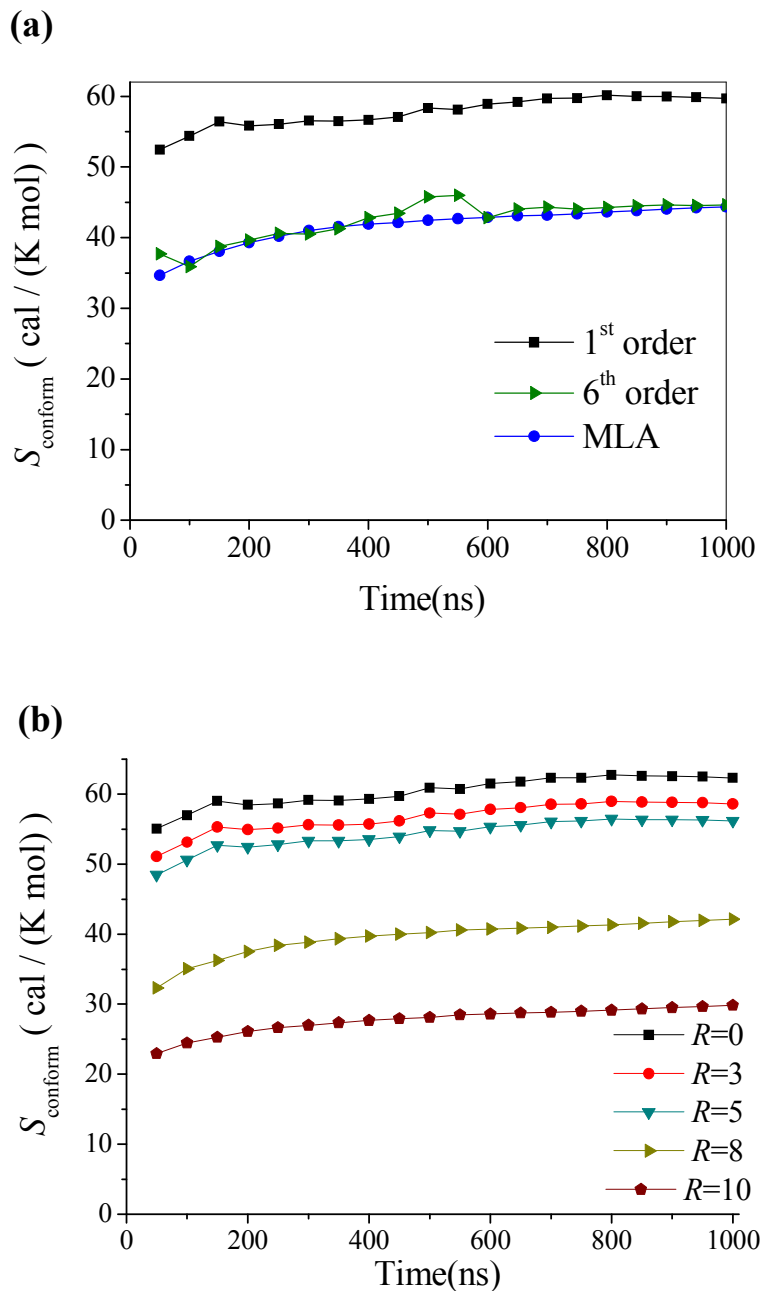 (a)
60
50
40
30
20
10
0
S conform ( cal / (K mol) )
1st order
6th order
MLA
0 200 400 600 800 1000
Time(ns)
(b)
60
50
40
30
20
10
0
S conform ( cal / (K mol) )
R=0
R=3
R=5
R=8
R=10
0 200 400 600 800 1000
Time(ns)